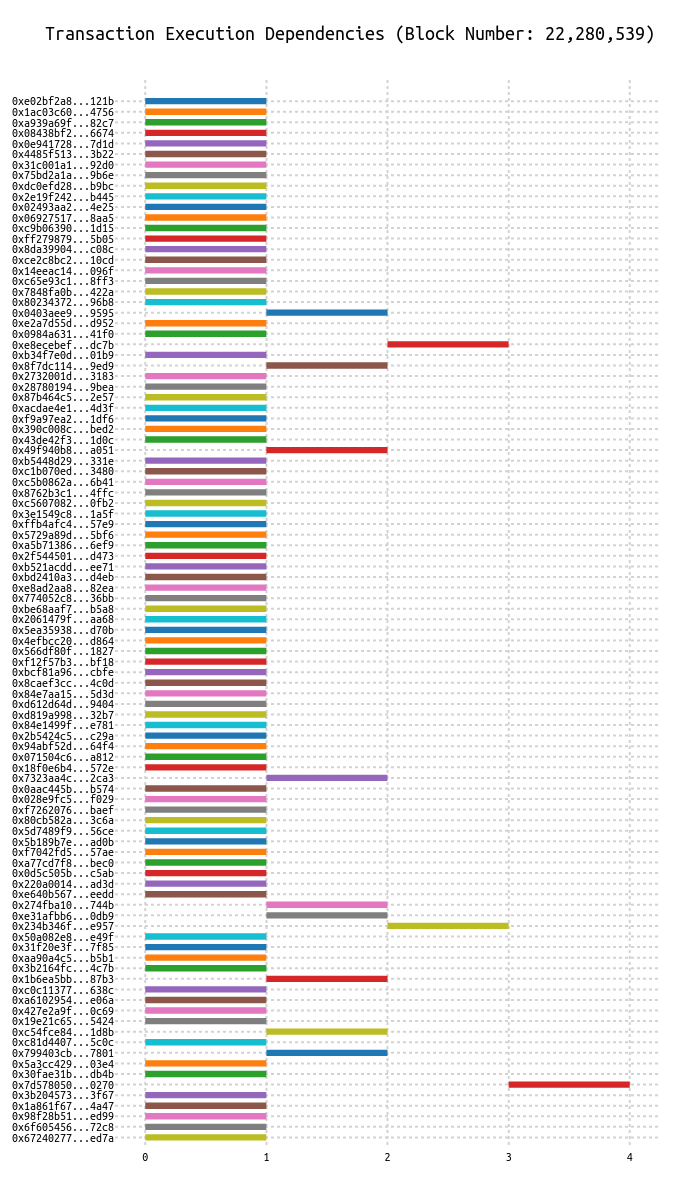 Transaction Execution Dependencies (Block Number: 22,280,539)
0xe02bf2a8...121b
0x1ac03c60...4756
0xa939a69f...82c7
0x08438bf2...6674
0x0e941728...7d1d
0x4485f513...3b22
0x31c001a1...92d0
0x75bd2a1a...9b6e
0xdc0efd28...b9bc
0x2e19f242...b445
0x02493aa2...4e25
0x06927517...8aa5
0xc9b06390...1d15
0xff279879...5b05
0x8da39904...c08c
0xce2c8bc2...10cd
0x14eeac14...096f
0xc65e93c1...8ff3
0x7848fa0b...422a
0x80234372...96b8
0x0403aee9...9595
0xe2a7d55d...d952
0x0984a631...41f0
0xe8ecebef...dc7b
0xb34f7e0d...01b9
0x8f7dc114...9ed9
0x2732001d...3183
0x28780194...9bea
0x87b464c5...2e57
0xacdae4e1...4d3f
0xf9a97ea2...1df6
0x390c008c...bed2
0x43de42f3...1d0c
0x49f940b8...a051
0xb5448d29...331e
0xc1b070ed...3480
0xc5b0862a...6b41
0x8762b3c1...4ffc
0xc5607082...0fb2
0x3e1549c8...1a5f
0xffb4afc4...57e9
0x5729a89d...5bf6
0xa5b71386...6ef9
0x2f544501...d473
0xb521acdd...ee71
0xbd2410a3...d4eb
0xe8ad2aa8...82ea
0x774052c8...36bb
0xbe68aaf7...b5a8
0x2061479f...aa68
0x5ea35938...d70b
0x4efbcc20...d864
0x566df80f...1827
0xf12f57b3...bf18
0xbcf81a96...cbfe
0x8caef3cc...4c0d
0x84e7aa15...5d3d
0xd612d64d...9404
0xd819a998...32b7
0x84e1499f...e781
0x2b5424c5...c29a
0x94abf52d...64f4
0x071504c6...a812
0x18f0e6b4...572e
0x7323aa4c...2ca3
0x0aac445b...b574
0x028e9fc5...f029
0xf7262076...baef
0x80cb582a...3c6a
0x5d7489f9...56ce
0x5b189b7e...ad0b
0xf7042fd5...57ae
0xa77cd7f8...bec0
0x0d5c505b...c5ab
0x220a0014...ad3d
0xe640b567...eedd
0x274fba10...744b
0xe31afbb6...0db9
0x234b346f...e957
0x50a082e8...e49f
0x31f20e3f...7f85
0xaa90a4c5...b5b1
0x3b2164fc...4c7b
0x1b6ea5bb...87b3
0xc0c11377...638c
0xa6102954...e06a
0x427e2a9f...0c69
0x19e21c65...5424
0xc54fce84...1d8b
0xc81d4407...5c0c
0x799403cb...7801
0x5a3cc429...03e4
0x30fae31b...db4b
0x7d578050...0270
0x3b204573...3f67
0x1a861f67...4a47
0x98f28b51...ed99
0x6f605456...72c8
0x67240277...ed7a
0 1 2 3 4